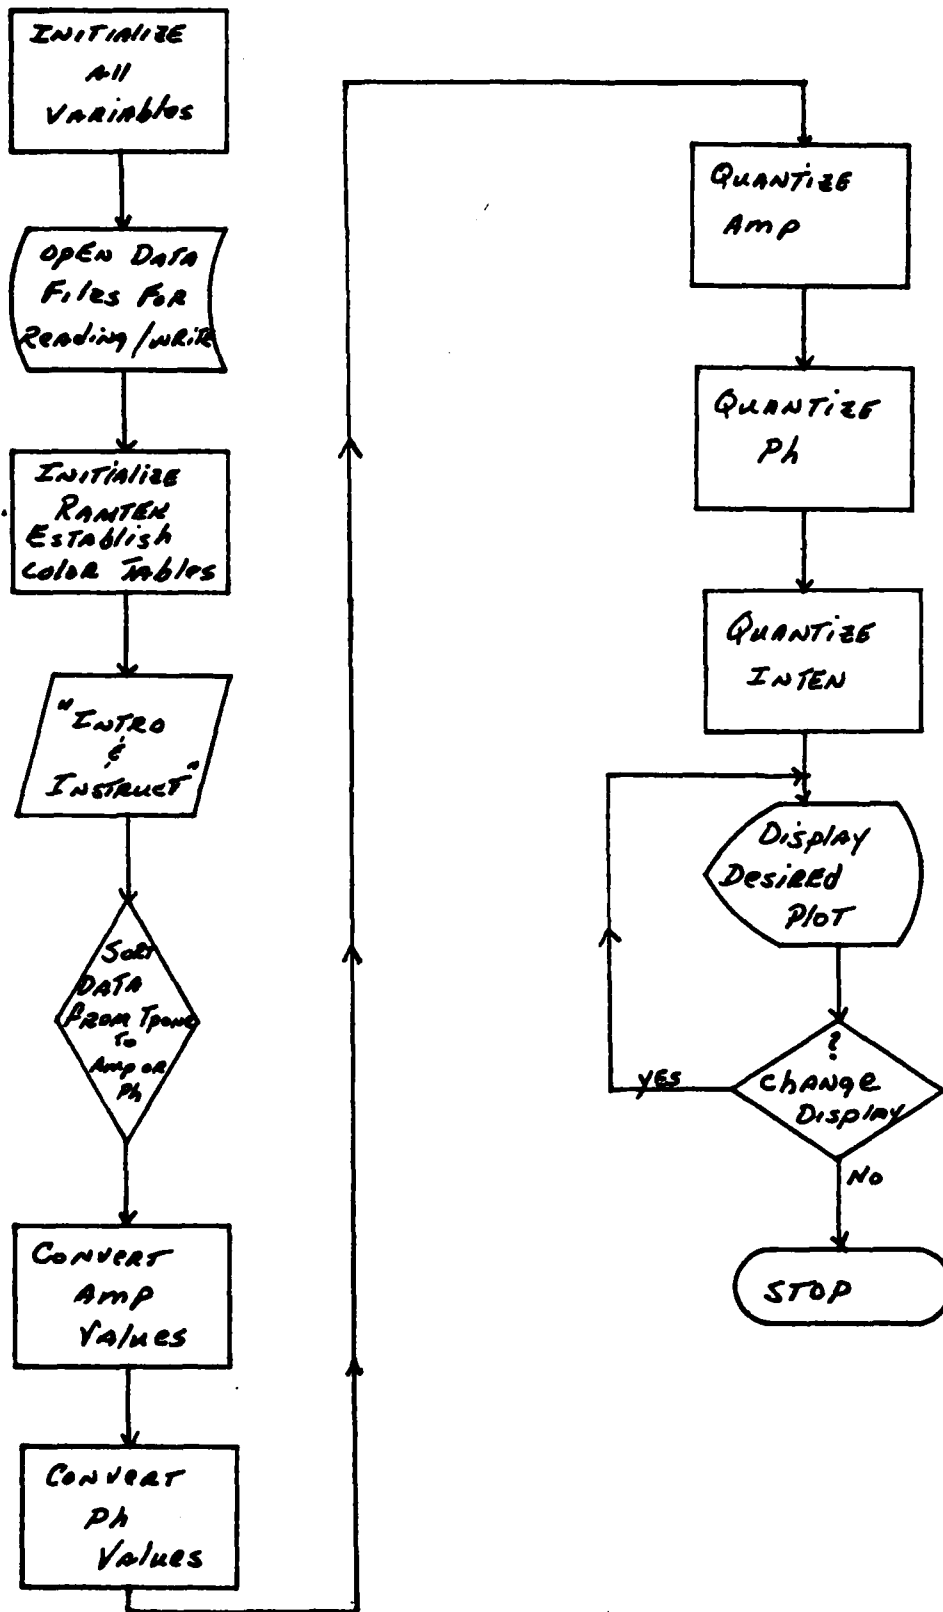 INITIALIZE
All
VARIABLES
OPEN DATA
Files For
Reading/WRITE
INITIALIZE
RAMTEK
ESTABlish
Color Tables
"INTRO
&
INSTRUCT"
SORT
DATA
FROM
To
Amp OR
Ph
CONVERT
AMP
VAlues
CONVERT
Ph
VAlues
QUANTIZE
Amp
QUANTIZE
Ph
QUANTIZE
INTEN
Display
DesiRED
PlOT
?
ChANGE
Display
YES
NO
STOP